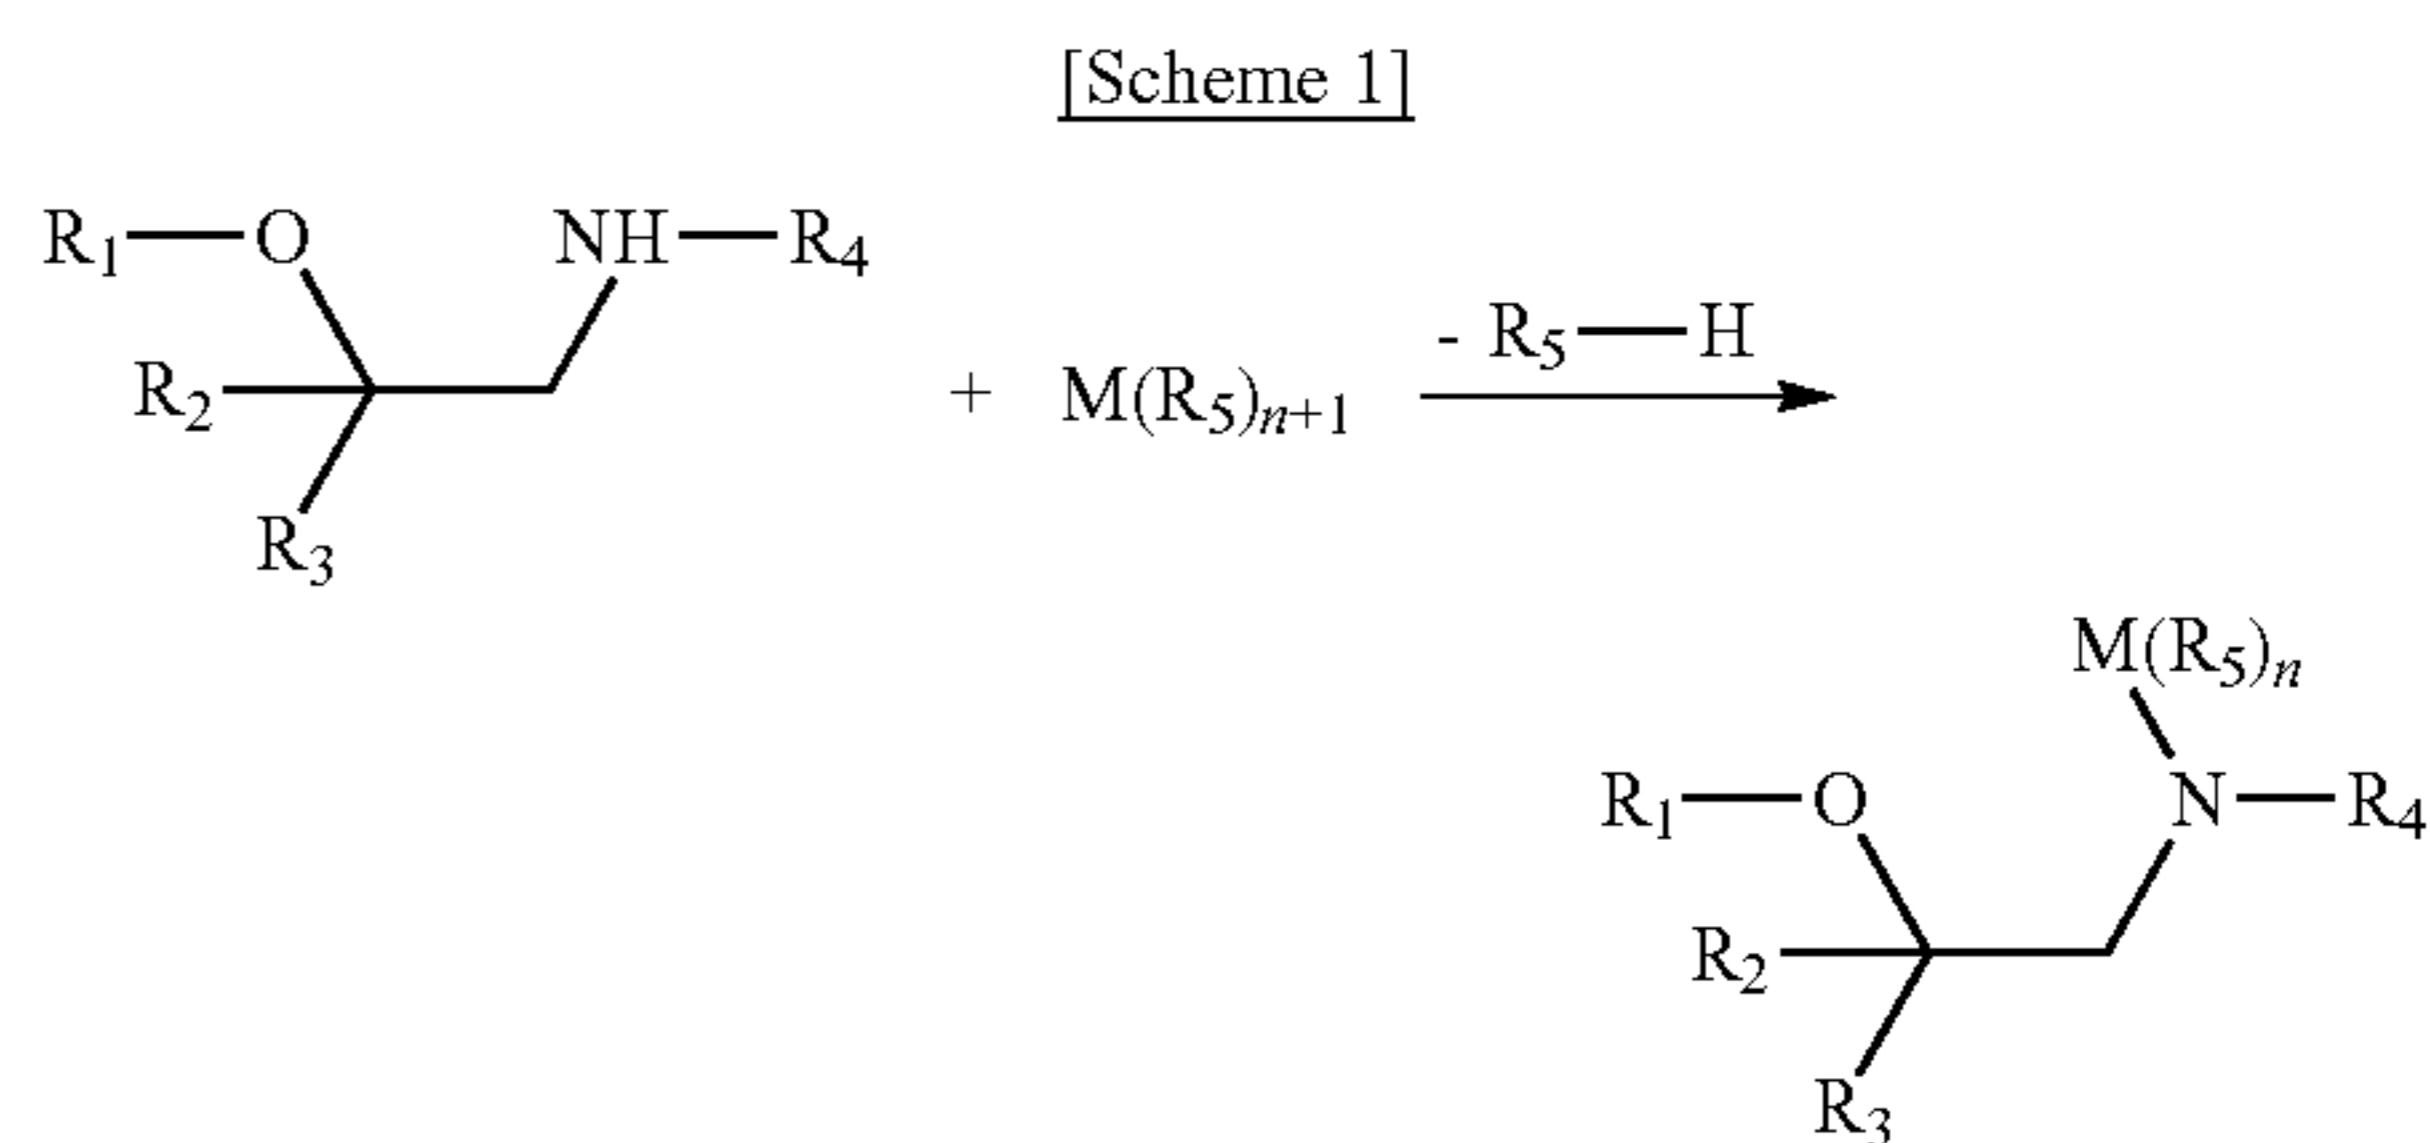 [Scheme 1]
R₁—O NH—R₄
- R₅—H
R₂ + M(R₅)ₙ₊₁
R₃
M(R₅)ₙ
R₁—O N—R₄
R₂
R₃